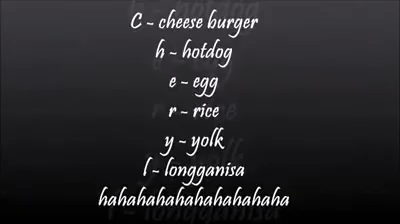 C - cheese burger
h - hotdog
e - egg
r - rice
y - yolk
l - longganisa
hahahahahahahahahaha